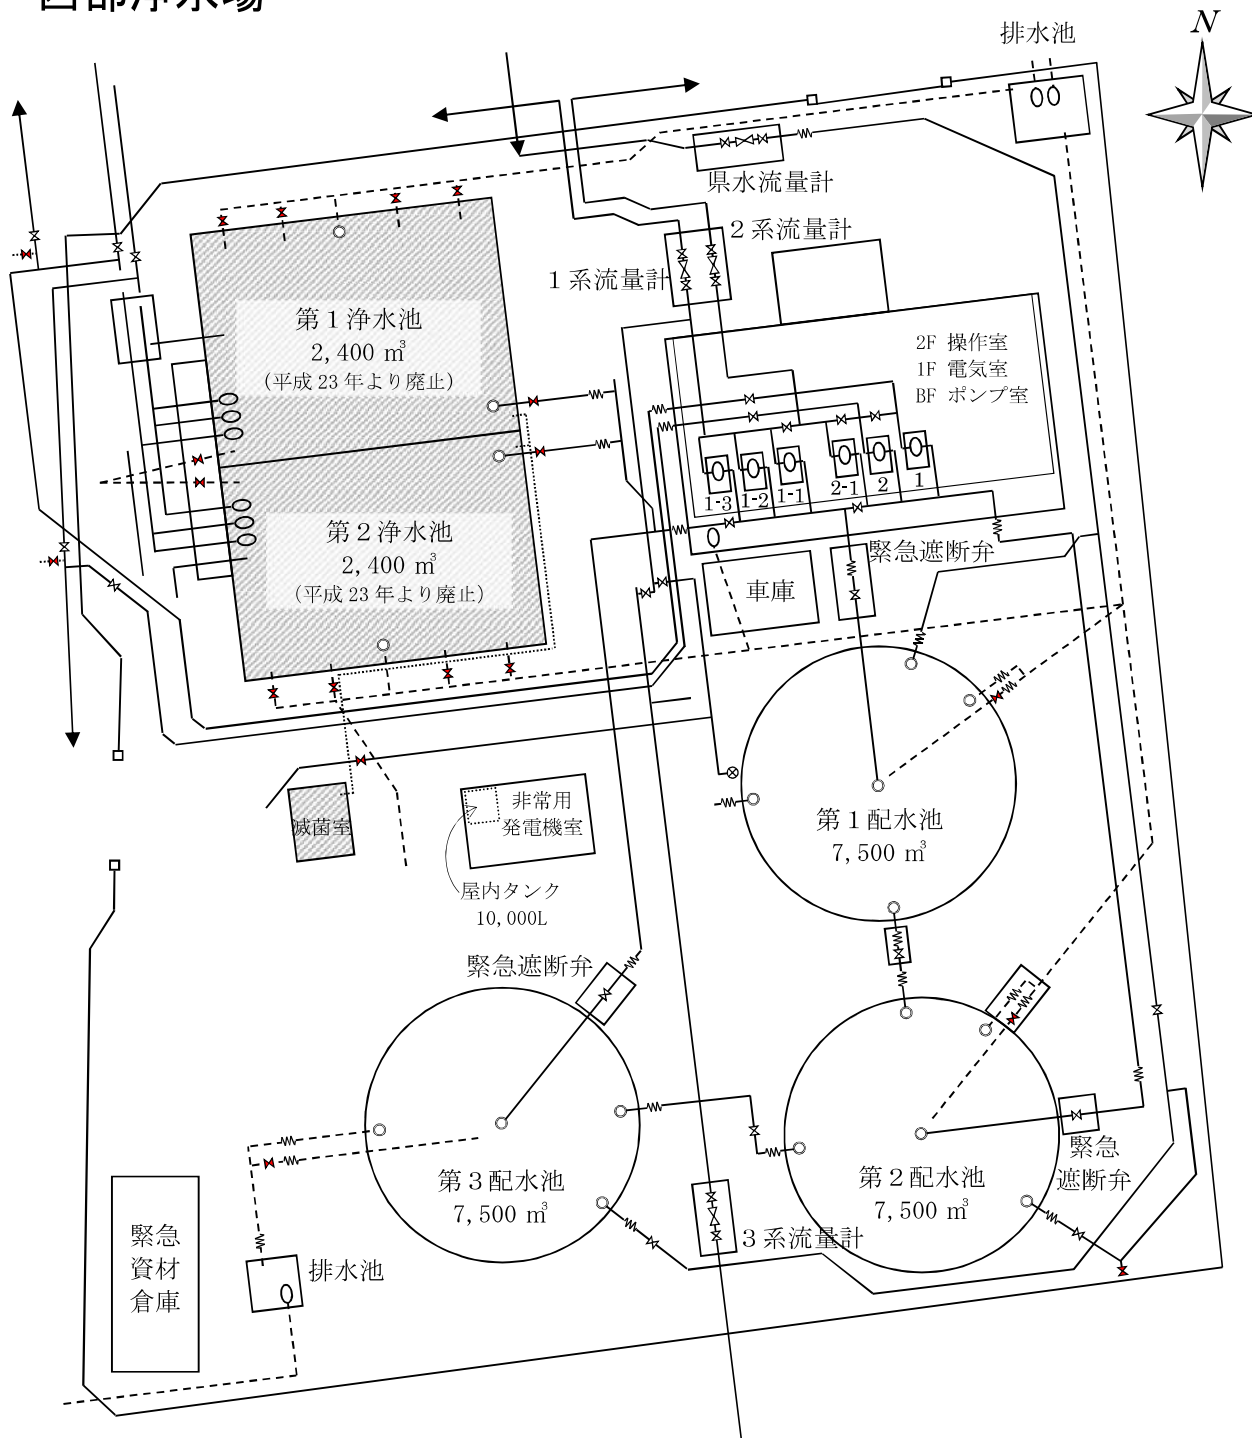 西部浄水場
排水池
N
県水流量計
２系流量計
１系流量計
第１浄水池
2,400 ㎥
（平成 23 年より廃止）
2F 操作室
1F 電気室
BF ポンプ室
1-3
1-2
1-1
2-1
2
1
第２浄水池
2,400 ㎥
（平成 23 年より廃止）
緊急遮断弁
車庫
滅菌室
非常用
発電機室
屋内タンク
10,000L
第１配水池
7,500 ㎥
緊急遮断弁
第３配水池
7,500 ㎥
第２配水池
7,500 ㎥
緊急
遮断弁
３系流量計
排水池
緊急
資材
倉庫